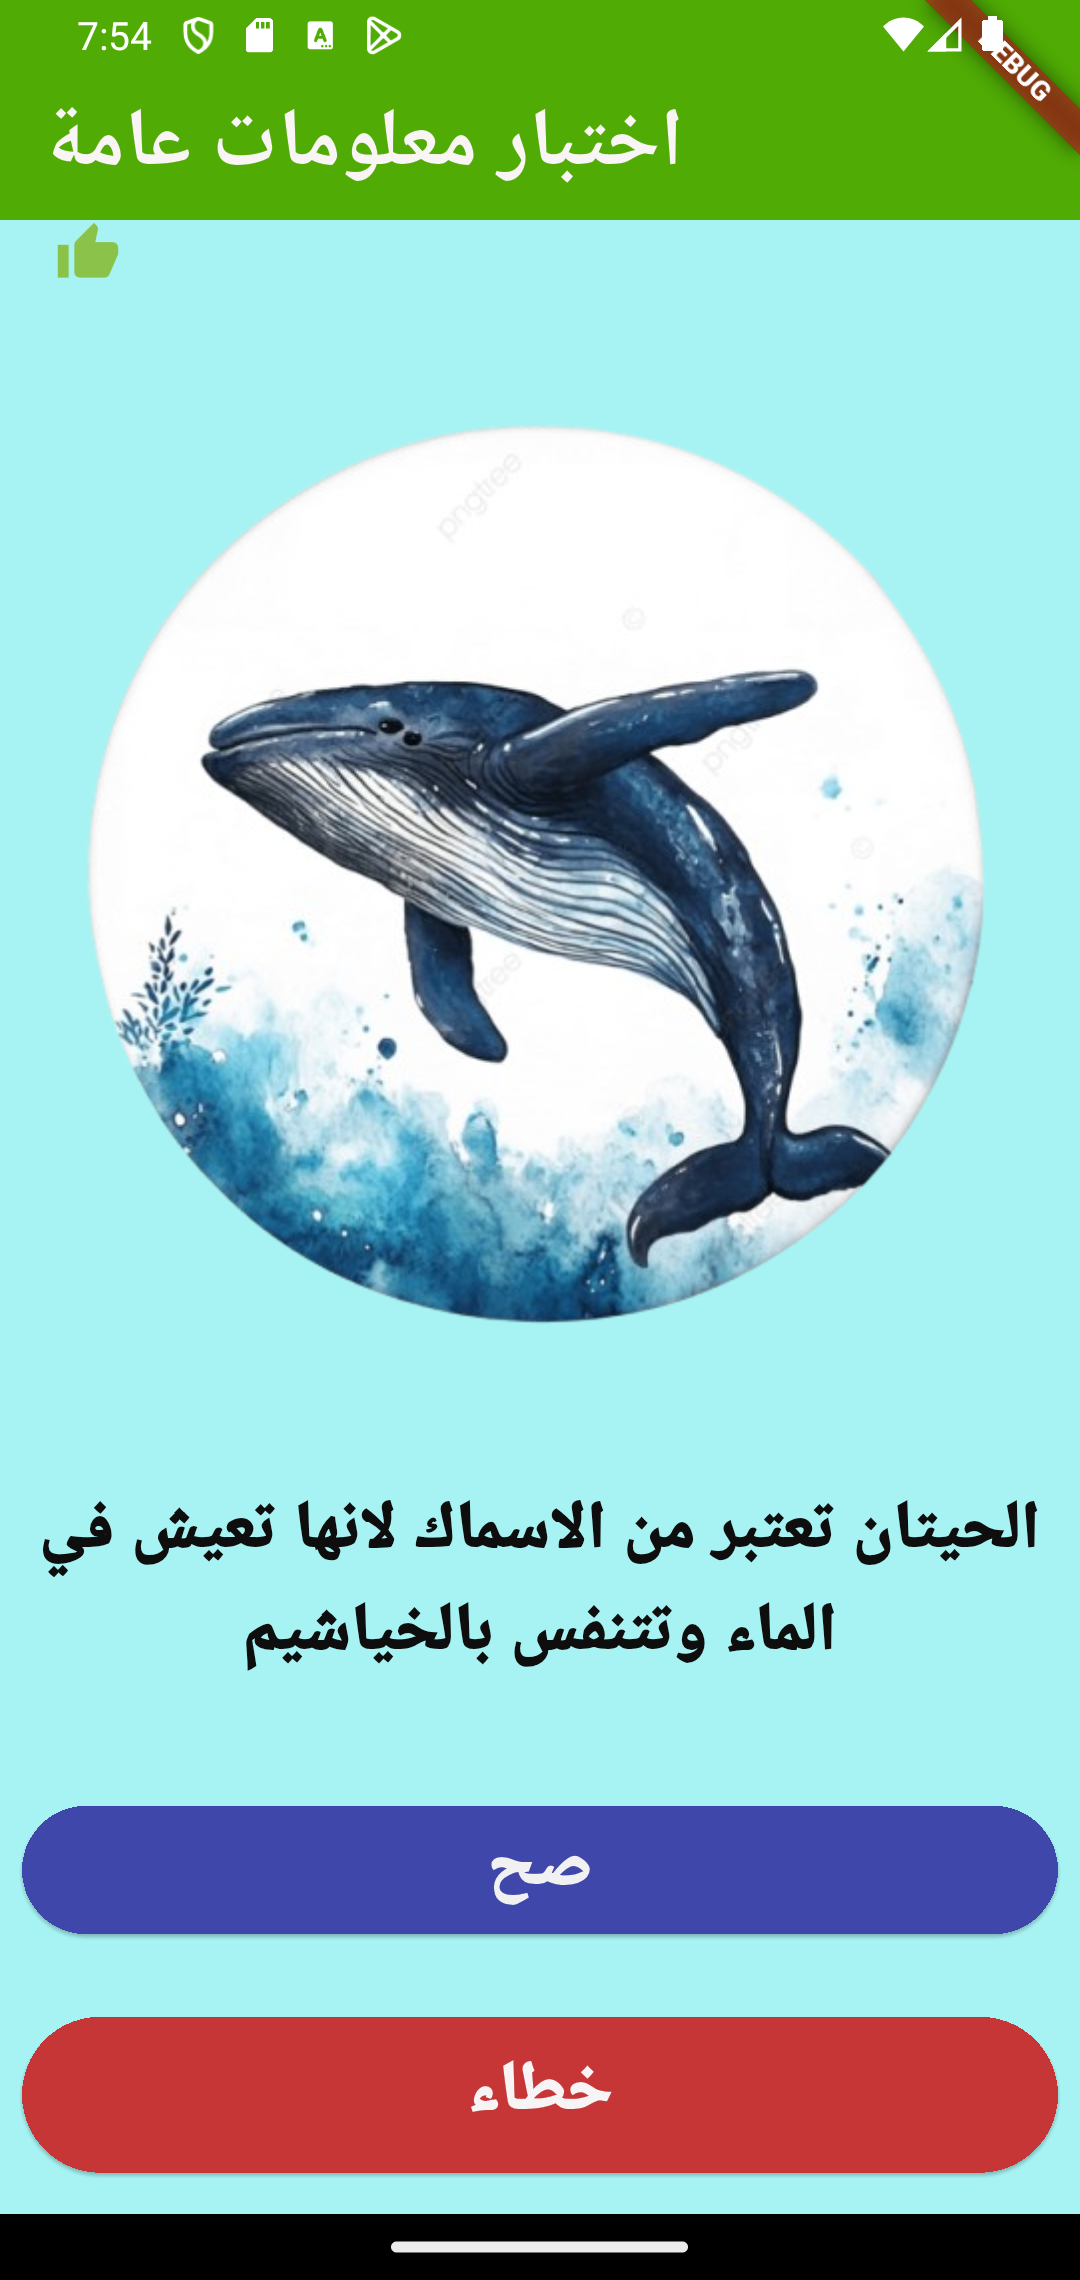 7:54
DEBUG
اختبار معلومات عامة
pngtree
الحيتان تعتبر من الاسماك لانها تعيش في
الماء وتتنفس بالخياشيم
صح
خطاء